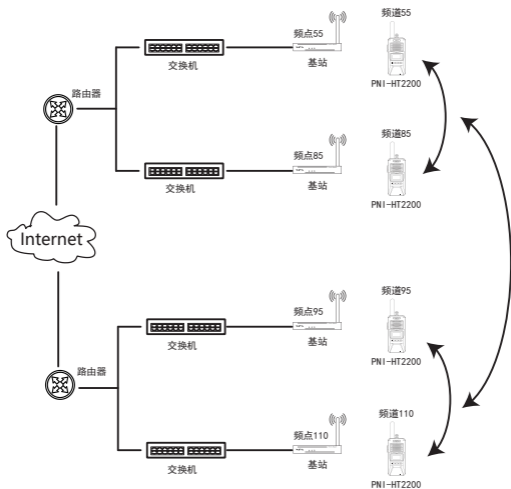 频点55
频道55
交换机
基站
PNI-HT2200
路由器
频点85
频道85
交换机
基站
PNI-HT2200
Internet
频点95
频道95
交换机
基站
PNI-HT2200
路由器
频点110
频道110
交换机
基站
PNI-HT2200